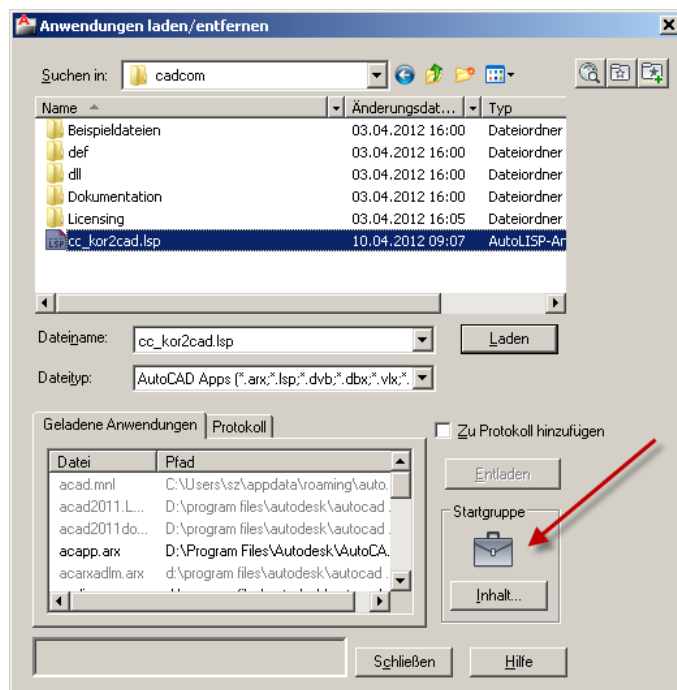 Anwendungen laden/entfernen
Suchen in: cadcom
Name Änderungsdat... Typ
Beispieldateien 03.04.2012 16:00 Dateiordner
def 03.04.2012 16:00 Dateiordner
dll 03.04.2012 16:00 Dateiordner
Dokumentation 03.04.2012 16:00 Dateiordner
Licensing 03.04.2012 16:05 Dateiordner
LSP cc_kor2cad.lsp 10.04.2012 09:07 AutoLISP-An
Dateiname: cc_kor2cad.lsp Laden
Dateityp: AutoCAD Apps (*.arx;*.lsp;*.dvb;*.dbx;*.vlx;*.
Geladene Anwendungen Protokoll
Zu Protokoll hinzufügen
Datei Pfad
acad.mnl C:\Users\sz\appdata\roaming\auto.
Entladen
acad2011.L... D:\program files\autodesk\autocad .
acad2011do... D:\program files\autodesk\autocad .
Startgruppe
acapp.arx D:\Program Files\Autodesk\AutoCA.
acarxadlm.arx d:\program files\autodesk\autocad .
Inhalt...
Schließen Hilfe